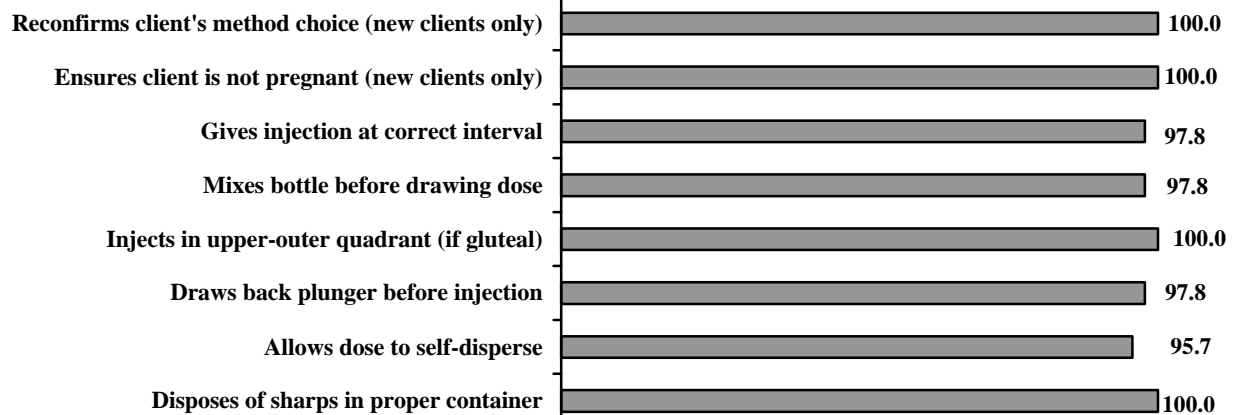 Reconfirms client's method choice (new clients only) 100.0
Ensures client is not pregnant (new clients only) 100.0
Gives injection at correct interval 97.8
Mixes bottle before drawing dose 97.8
Injects in upper-outer quadrant (if gluteal) 100.0
Draws back plunger before injection 97.8
Allows dose to self-disperse 95.7
Disposes of sharps in proper container 100.0